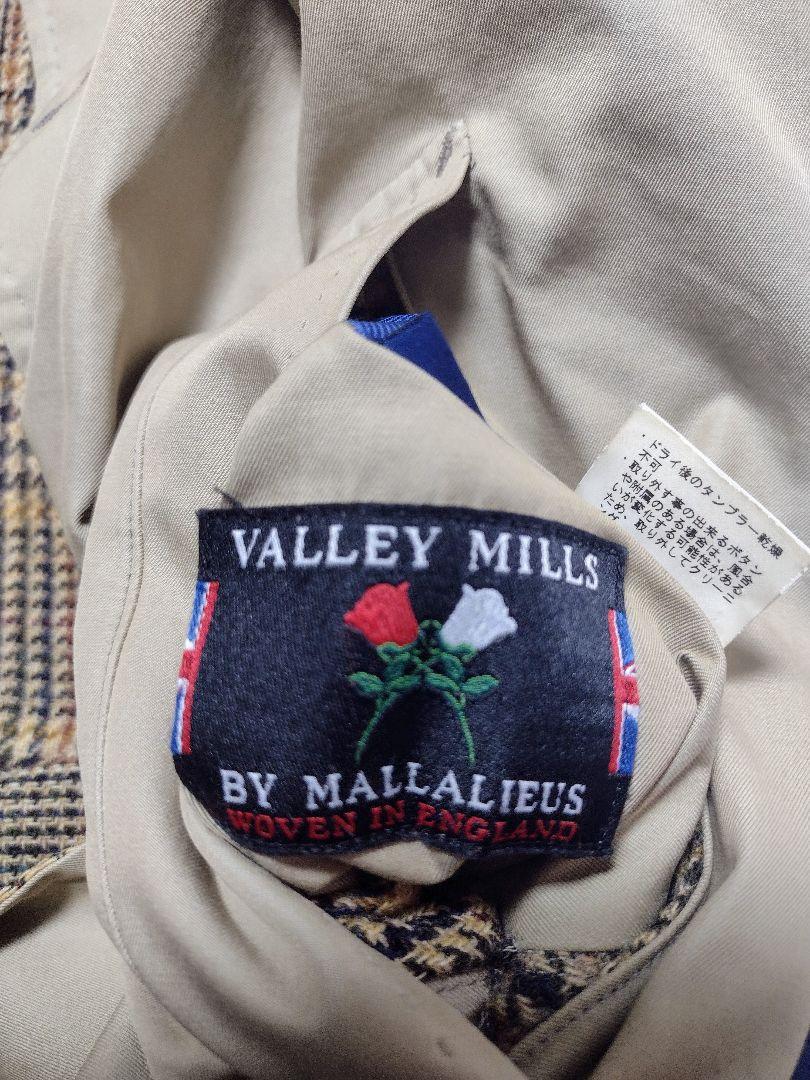 VALLEY MILLS
BY MALLALIEUS
WOVEN IN ENGLAND
・ドライ後のタンブラー乾燥
不可
・取り外す事の出来るボタン
や附属のある場合は、風合
いが変化する可能性がある
ため、取り外してクリーニ
ング